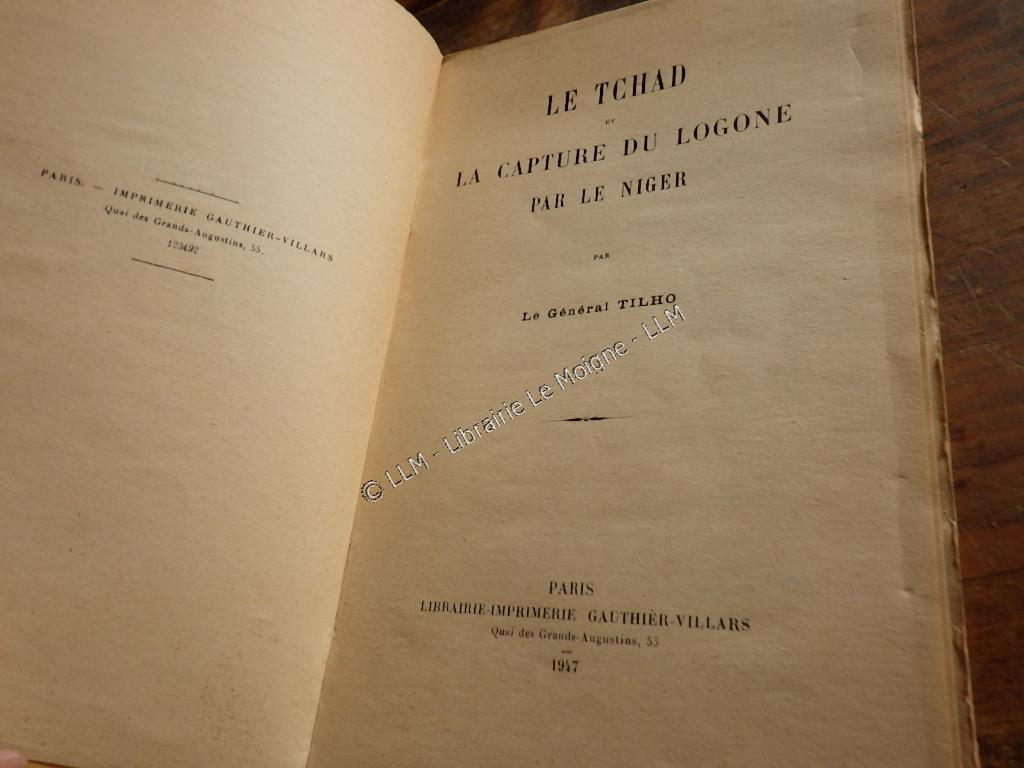 PARIS. — IMPRIMERIE GAUTHIER-VILLARS
Quai des Grands-Augustins, 55.
123492
LE TCHAD
ET
LA CAPTURE DU LOGONE
PAR LE NIGER
PAR
Le Général TILHO
© LLM - Librairie Le Moigne - LLM
PARIS
LIBRAIRIE-IMPRIMERIE GAUTHIER-VILLARS
Quai des Grands-Augustins, 55
1947